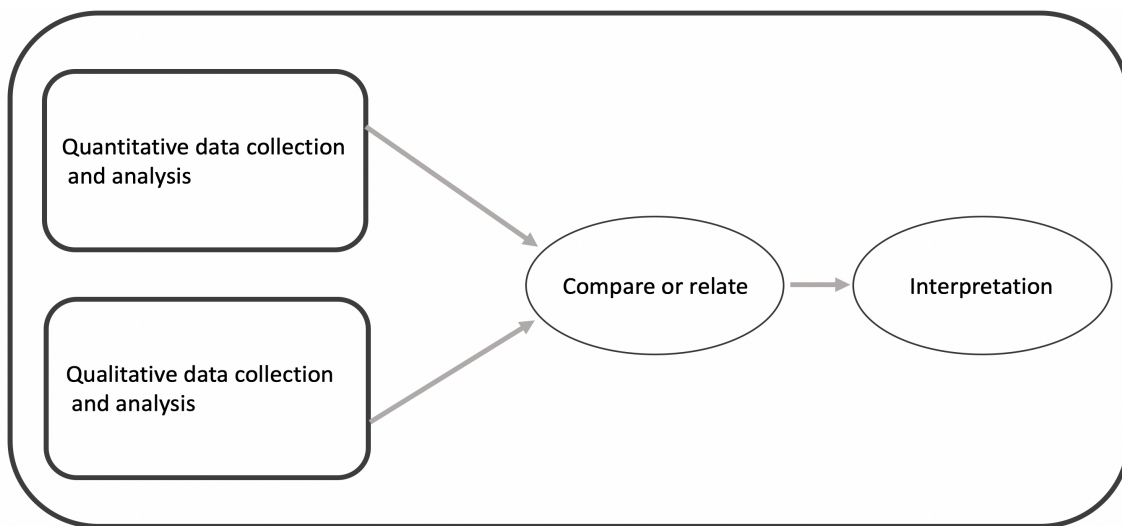 Quantitative data collection
and analysis
Compare or relate
Interpretation
Qualitative data collection
and analysis